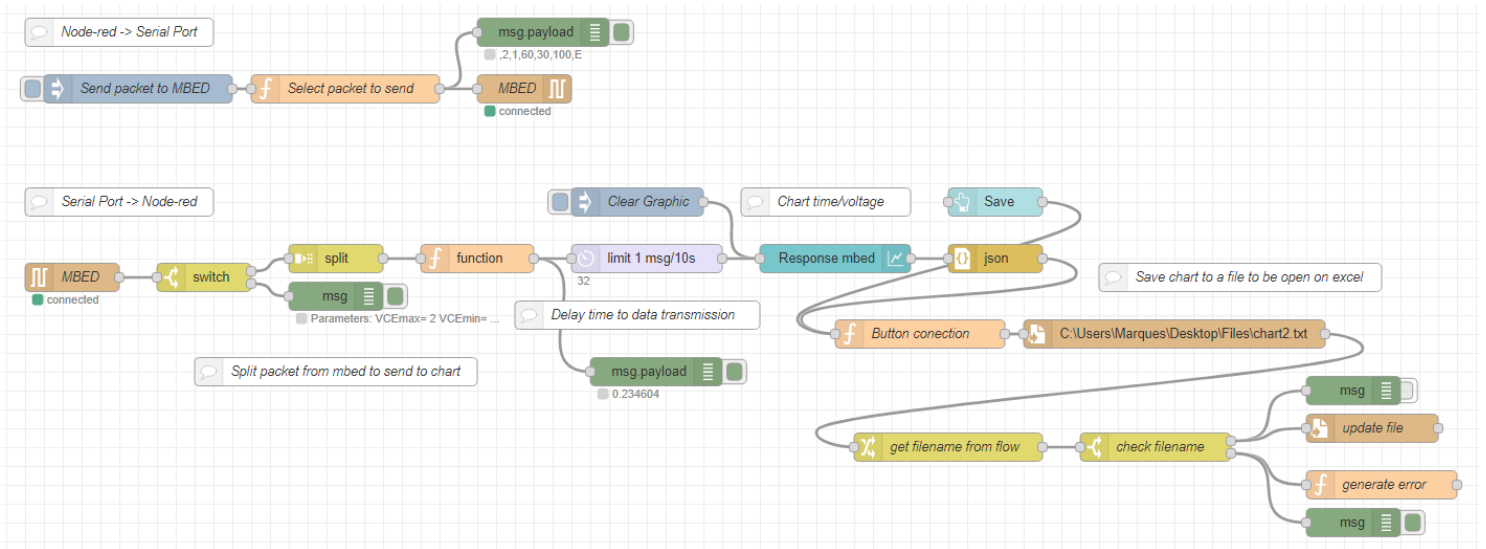 Node-red -> Serial Port
msg.payload
,2,1,60,30,100,E
Send packet to MBED
Select packet to send
MBED
connected
Serial Port -> Node-red
Clear Graphic
Chart time/voltage
Save
MBED
connected
switch
split
function
limit 1 msg/10s
32
Response mbed
json
Save chart to a file to be open on excel
msg
Parameters: VCEmax= 2 VCEmin= ...
Delay time to data transmission
Button conection
C:\Users\Marques\Desktop\Files\chart2.txt
Split packet from mbed to send to chart
msg.payload
0.234604
msg
get filename from flow
check filename
update file
generate error
msg